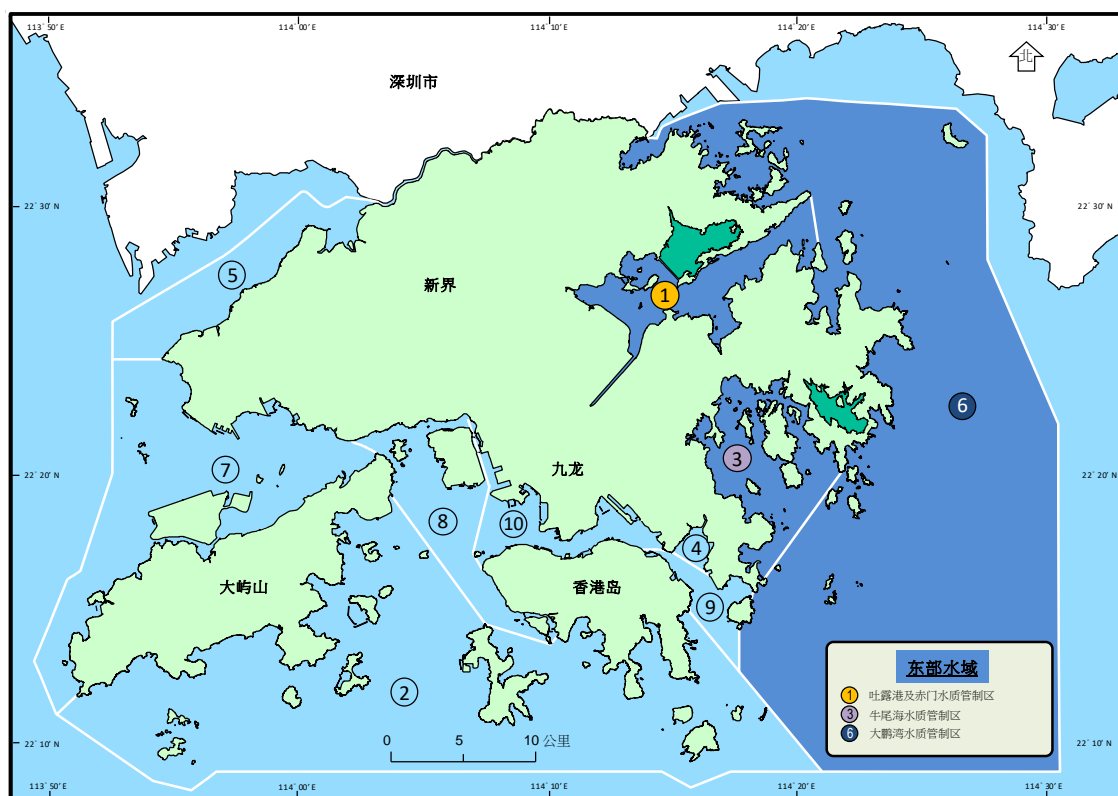 113° 50' E
114° 00' E
114° 10' E
114° 20' E
114° 30' E
北
深圳市
22° 30' N
22° 30' N
5
新界
1
6
3
22° 20' N
九龙
22° 20' N
7
8
10
4
大屿山
香港岛
9
东部水域
1 吐露港及赤门水质管制区
2
3 牛尾海水质管制区
6 大鹏湾水质管制区
22° 10' N
0 5 10 公里
22° 10' N
113° 50' E
114° 00' E
114° 10' E
114° 20' E
114° 30' E